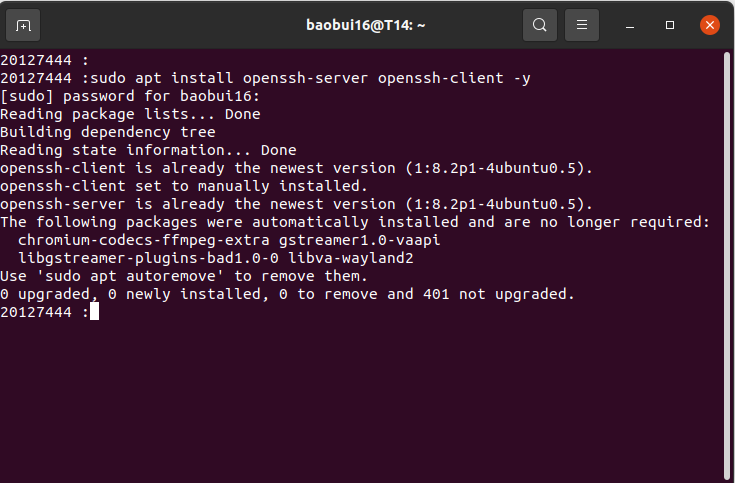 baobui16@T14: ~
20127444 :
20127444 :sudo apt install openssh-server openssh-client -y
[sudo] password for baobui16:
Reading package lists... Done
Building dependency tree
Reading state information... Done
openssh-client is already the newest version (1:8.2p1-4ubuntu0.5).
openssh-client set to manually installed.
openssh-server is already the newest version (1:8.2p1-4ubuntu0.5).
The following packages were automatically installed and are no longer required:
  chromium-codecs-ffmpeg-extra gstreamer1.0-vaapi
  libgstreamer-plugins-bad1.0-0 libva-wayland2
Use 'sudo apt autoremove' to remove them.
0 upgraded, 0 newly installed, 0 to remove and 401 not upgraded.
20127444 :